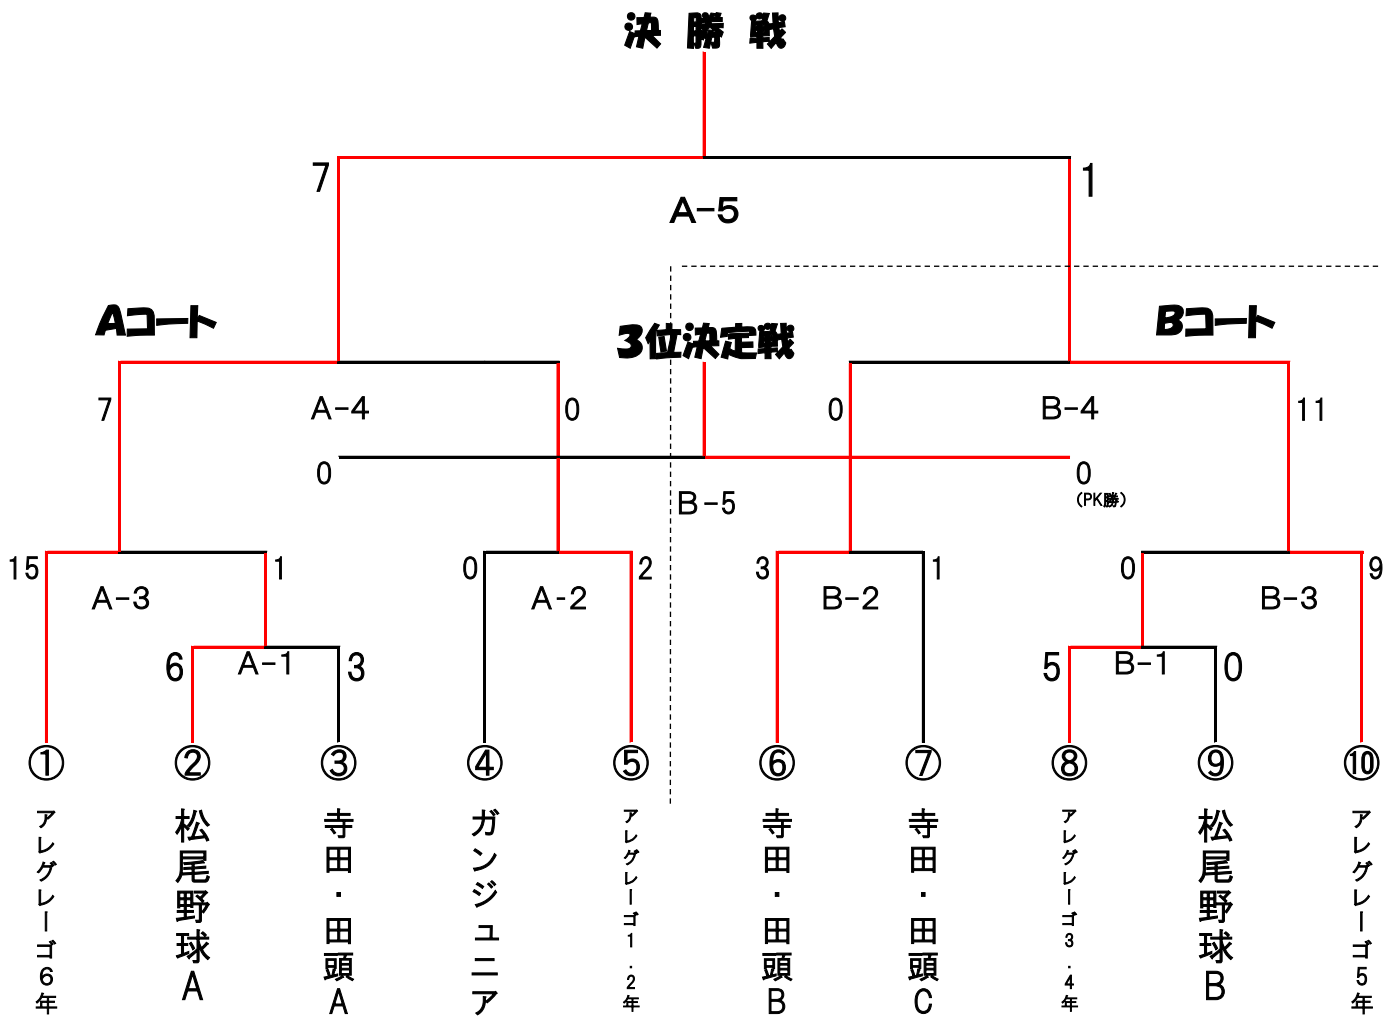 決勝戦
7
1
A-5
Aコート
3位決定戦
Bコート
7
A-4
0
0
B-4
11
0
B-5
0
(PK勝)
15
1
0
2
3
1
0
9
A-3
A-2
B-2
B-3
6
A-1
3
5
B-1
0
①
②
③
④
⑤
⑥
⑦
⑧
⑨
⑩
アレグレーゴ6年
松尾野球A
寺田・田頭A
ガンジュニア
アレグレーゴ1.2年
寺田・田頭B
寺田・田頭C
アレグレーゴ3.4年
松尾野球B
アレグレーゴ5年